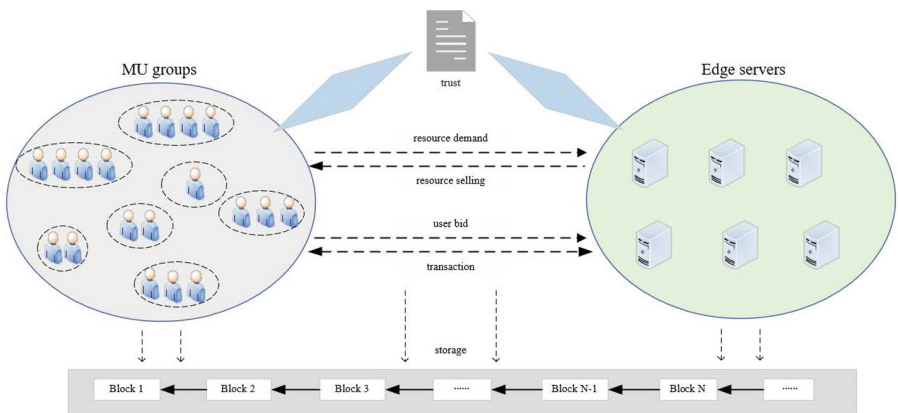 MU groups
trust
Edge servers
resource demand
resource selling
user bid
transaction
storage
Block 1
Block 2
Block 3
......
Block N-1
Block N
......